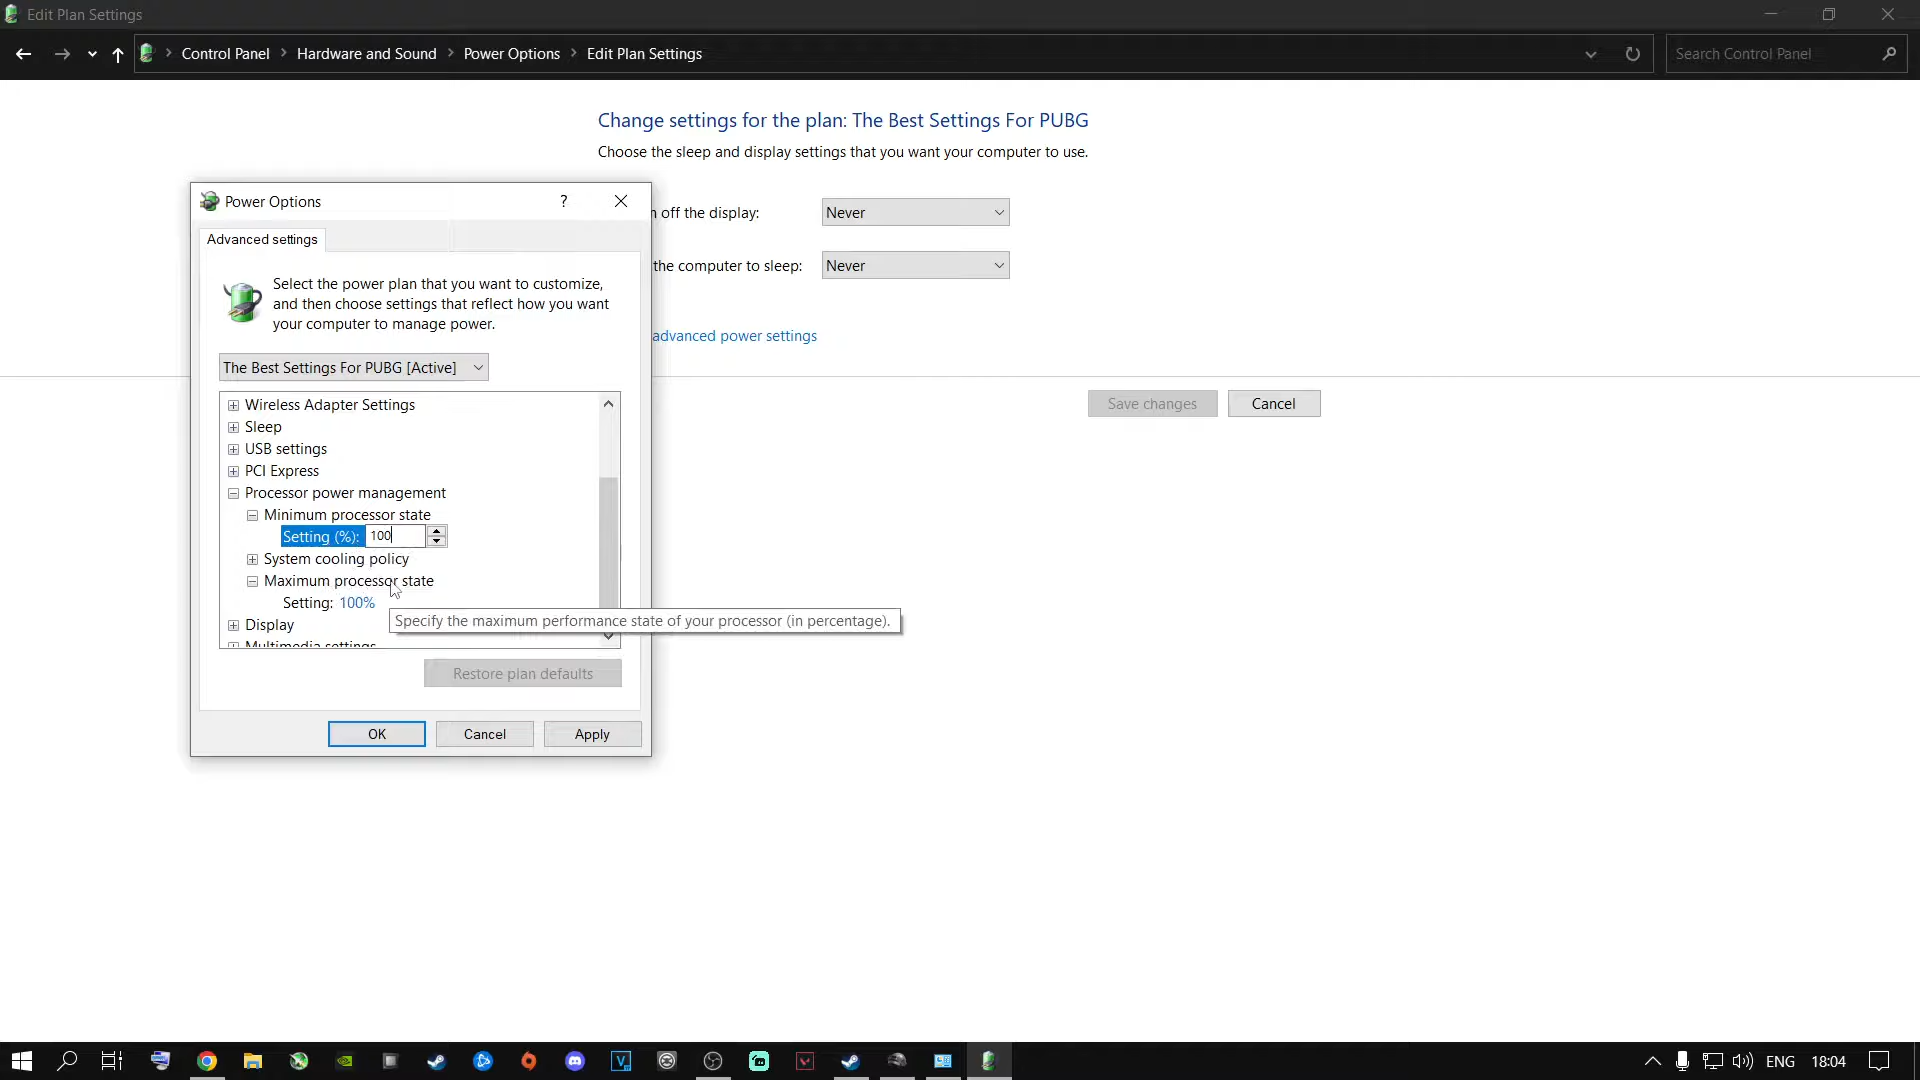 Edit Plan Settings
Control Panel
Hardware and Sound
Power Options
Edit Plan Settings
Search Control Panel
Change settings for the plan: The Best Settings For PUBG
Choose the sleep and display settings that you want your computer to use.
Power Options
?
off the display:
Never
the computer to sleep:
Never
advanced power settings
Save changes
Cancel
Advanced settings
Select the power plan that you want to customize,
and then choose settings that reflect how you want
your computer to manage power.
The Best Settings For PUBG [Active]
Wireless Adapter Settings
Sleep
USB settings
PCI Express
Processor power management
Minimum processor state
Setting (%): 100
System cooling policy
Maximum processor state
Setting: 100%
Specify the maximum performance state of your processor (in percentage).
Display
Multimedia settings
Restore plan defaults
OK
Cancel
Apply
ENG
18:04